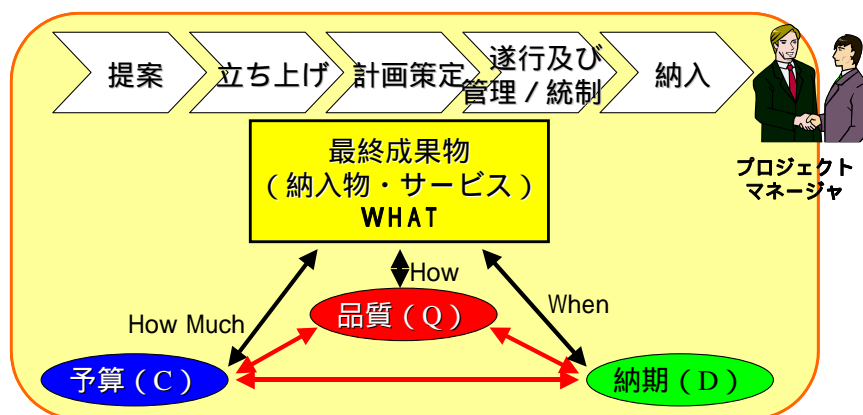 提案
立ち上げ
計画策定
遂行及び
管理/統制
納入
プロジェクト
マネージャ
最終成果物
(納入物・サービス)
WHAT
How Much
How
When
品質(Q)
予算(C)
納期(D)